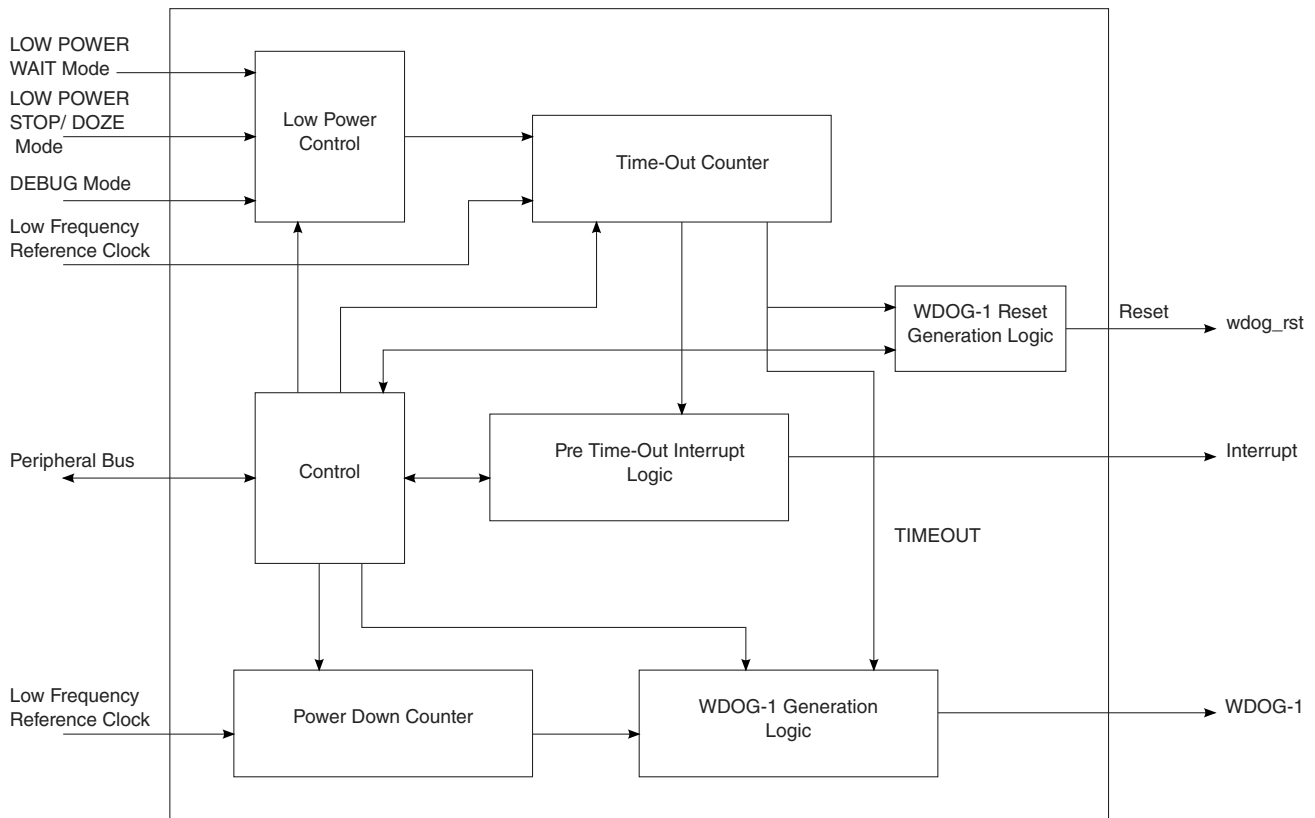 LOW POWER
WAIT Mode
LOW POWER
STOP/ DOZE
Mode
DEBUG Mode
Low Frequency
Reference Clock
Low Power
Control
Time-Out Counter
WDOG-1 Reset
Generation Logic
Reset
wdog_rst
Peripheral Bus
Control
Pre Time-Out Interrupt
Logic
Interrupt
TIMEOUT
Low Frequency
Reference Clock
Power Down Counter
WDOG-1 Generation
Logic
WDOG-1